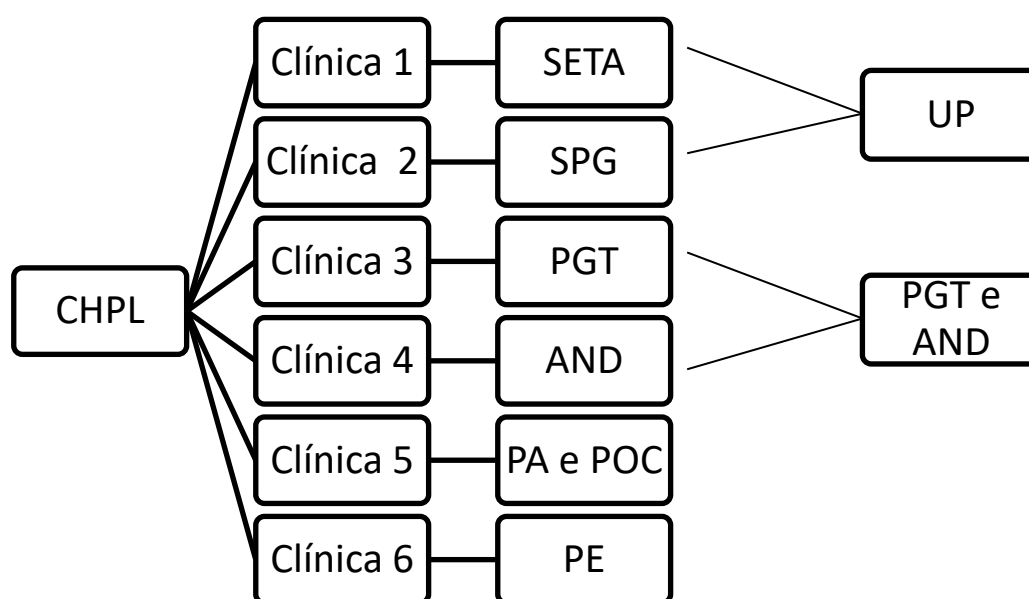 CHPL
Clínica 1
SETA
Clínica 2
SPG
UP
Clínica 3
PGT
PGT e
AND
Clínica 4
AND
Clínica 5
PA e POC
Clínica 6
PE